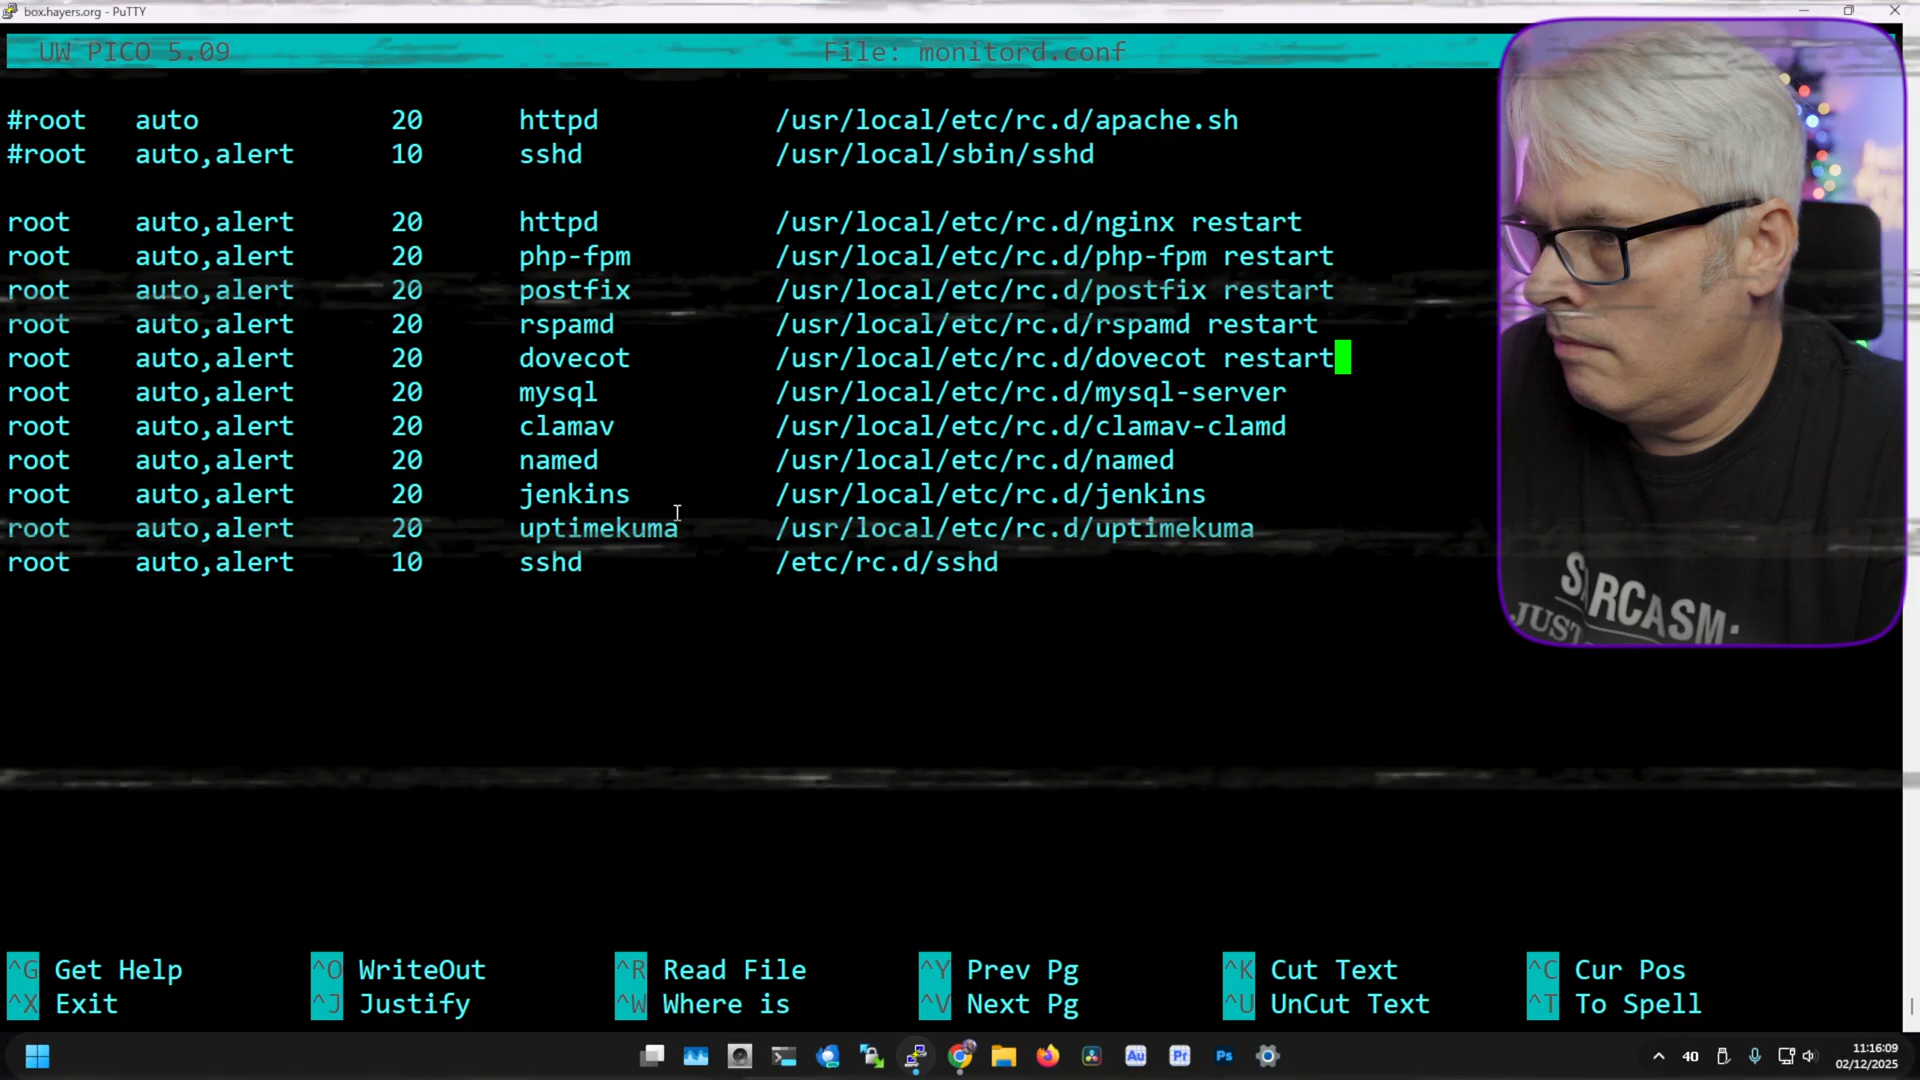 box.hayers.org - PuTTY
UW PICO 5.09 File: monitord.conf
#root auto 20 httpd /usr/local/etc/rc.d/apache.sh
#root auto,alert 10 sshd /usr/local/sbin/sshd
root auto,alert 20 httpd /usr/local/etc/rc.d/nginx restart
root auto,alert 20 php-fpm /usr/local/etc/rc.d/php-fpm restart
root auto,alert 20 postfix /usr/local/etc/rc.d/postfix restart
root auto,alert 20 rspamd /usr/local/etc/rc.d/rspamd restart
root auto,alert 20 dovecot /usr/local/etc/rc.d/dovecot restart
root auto,alert 20 mysql /usr/local/etc/rc.d/mysql-server
root auto,alert 20 clamav /usr/local/etc/rc.d/clamav-clamd
root auto,alert 20 named /usr/local/etc/rc.d/named
root auto,alert 20 jenkins /usr/local/etc/rc.d/jenkins
root auto,alert 20 uptimekuma /usr/local/etc/rc.d/uptimekuma
root auto,alert 10 sshd /etc/rc.d/sshd
SARCASM.
JUST
^G Get Help ^O WriteOut ^R Read File ^Y Prev Pg ^K Cut Text ^C Cur Pos
^X Exit ^J Justify ^W Where is ^V Next Pg ^U UnCut Text ^T To Spell
Au Pr Ps
40
11:16:09
02/12/2025